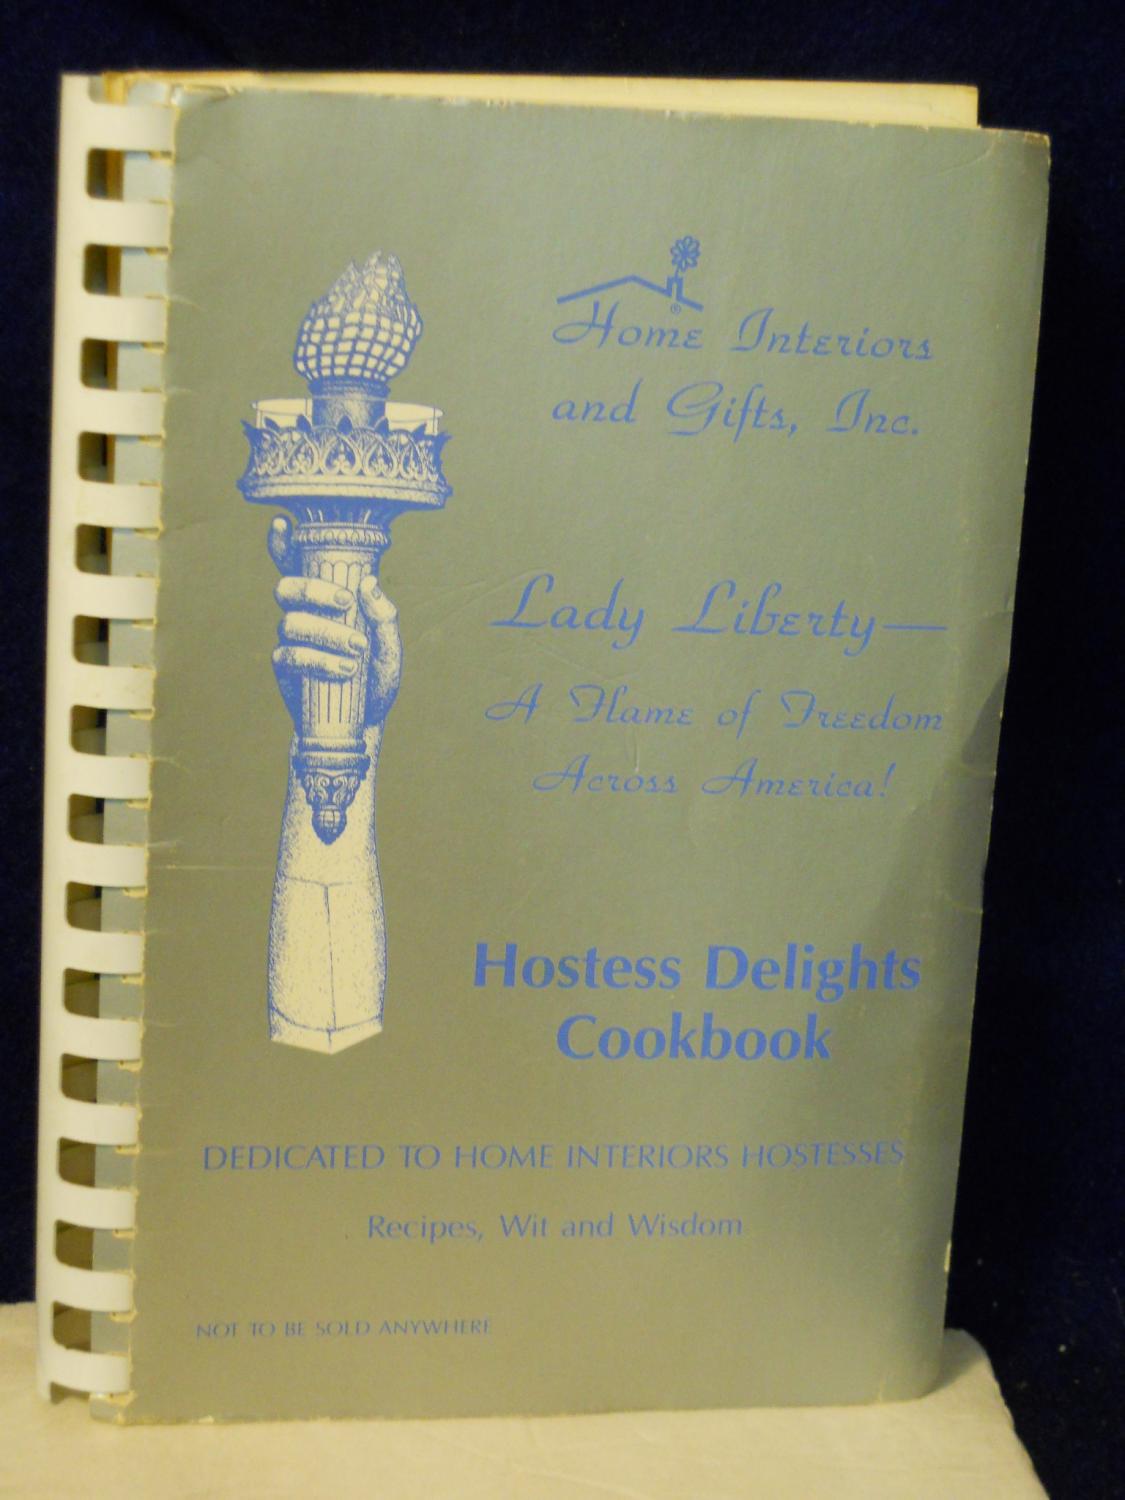 ®
Home Interiors
and Gifts, Inc.
Lady Liberty—
A Flame of Freedom
Across America!
Hostess Delights
Cookbook
DEDICATED TO HOME INTERIORS HOSTESSES
Recipes, Wit and Wisdom
NOT TO BE SOLD ANYWHERE